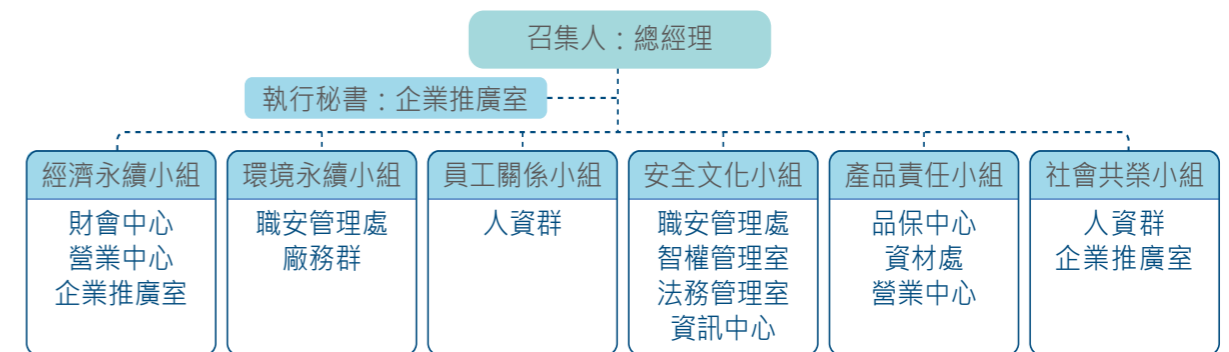 召集人：總經理
執行秘書：企業推廣室
經濟永續小組
財會中心
營業中心
企業推廣室
環境永續小組
職安管理處
廠務群
員工關係小組
人資群
安全文化小組
職安管理處
智權管理室
法務管理室
資訊中心
產品責任小組
品保中心
資材處
營業中心
社會共榮小組
人資群
企業推廣室